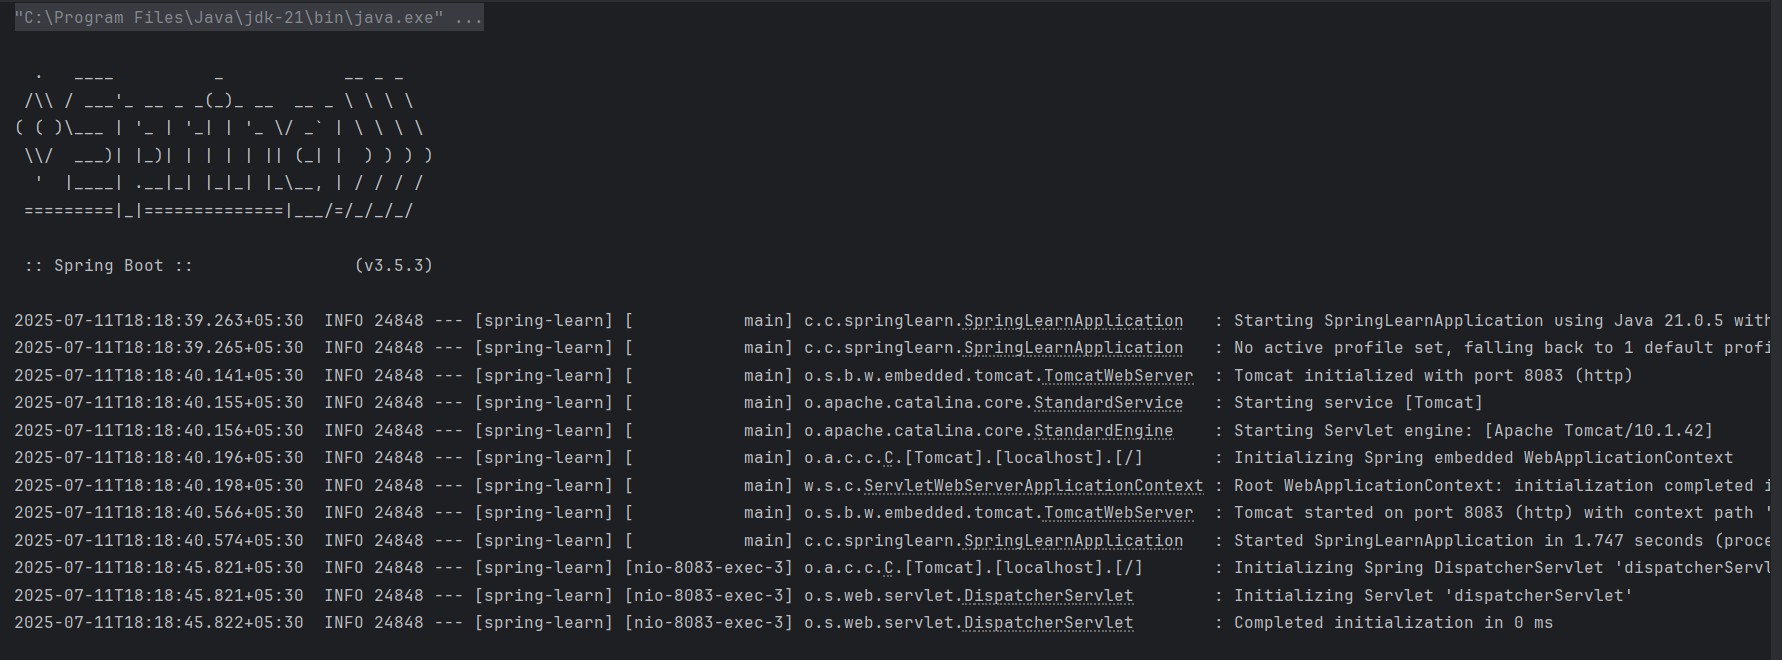 "C:\Program Files\Java\jdk-21\bin\java.exe" ...
  .   ____          _            __ _ _
 /\\ / ___'_ __ _ _(_)_ __  __ _ \ \ \ \
( ( )\___ | '_ | '_| | '_ \/ _` | \ \ \ \
 \\/  ___)| |_)| | | | | || (_| |  ) ) ) )
  '  |____| .__|_| |_|_| |_\__, | / / / /
 =========|_|==============|___/=/_/_/_/
 :: Spring Boot ::                (v3.5.3)
2025-07-11T18:18:39.263+05:30  INFO 24848 --- [spring-learn] [           main] c.c.springlearn.SpringLearnApplication   : Starting SpringLearnApplication using Java 21.0.5 with
2025-07-11T18:18:39.265+05:30  INFO 24848 --- [spring-learn] [           main] c.c.springlearn.SpringLearnApplication   : No active profile set, falling back to 1 default profi
2025-07-11T18:18:40.141+05:30  INFO 24848 --- [spring-learn] [           main] o.s.b.w.embedded.tomcat.TomcatWebServer  : Tomcat initialized with port 8083 (http)
2025-07-11T18:18:40.155+05:30  INFO 24848 --- [spring-learn] [           main] o.apache.catalina.core.StandardService   : Starting service [Tomcat]
2025-07-11T18:18:40.156+05:30  INFO 24848 --- [spring-learn] [           main] o.apache.catalina.core.StandardEngine    : Starting Servlet engine: [Apache Tomcat/10.1.42]
2025-07-11T18:18:40.196+05:30  INFO 24848 --- [spring-learn] [           main] o.a.c.c.C.[Tomcat].[localhost].[/]       : Initializing Spring embedded WebApplicationContext
2025-07-11T18:18:40.198+05:30  INFO 24848 --- [spring-learn] [           main] w.s.c.ServletWebServerApplicationContext : Root WebApplicationContext: initialization completed i
2025-07-11T18:18:40.566+05:30  INFO 24848 --- [spring-learn] [           main] o.s.b.w.embedded.tomcat.TomcatWebServer  : Tomcat started on port 8083 (http) with context path '
2025-07-11T18:18:40.574+05:30  INFO 24848 --- [spring-learn] [           main] c.c.springlearn.SpringLearnApplication   : Started SpringLearnApplication in 1.747 seconds (proce
2025-07-11T18:18:45.821+05:30  INFO 24848 --- [spring-learn] [nio-8083-exec-3] o.a.c.c.C.[Tomcat].[localhost].[/]       : Initializing Spring DispatcherServlet 'dispatcherServl
2025-07-11T18:18:45.821+05:30  INFO 24848 --- [spring-learn] [nio-8083-exec-3] o.s.web.servlet.DispatcherServlet        : Initializing Servlet 'dispatcherServlet'
2025-07-11T18:18:45.822+05:30  INFO 24848 --- [spring-learn] [nio-8083-exec-3] o.s.web.servlet.DispatcherServlet        : Completed initialization in 0 ms